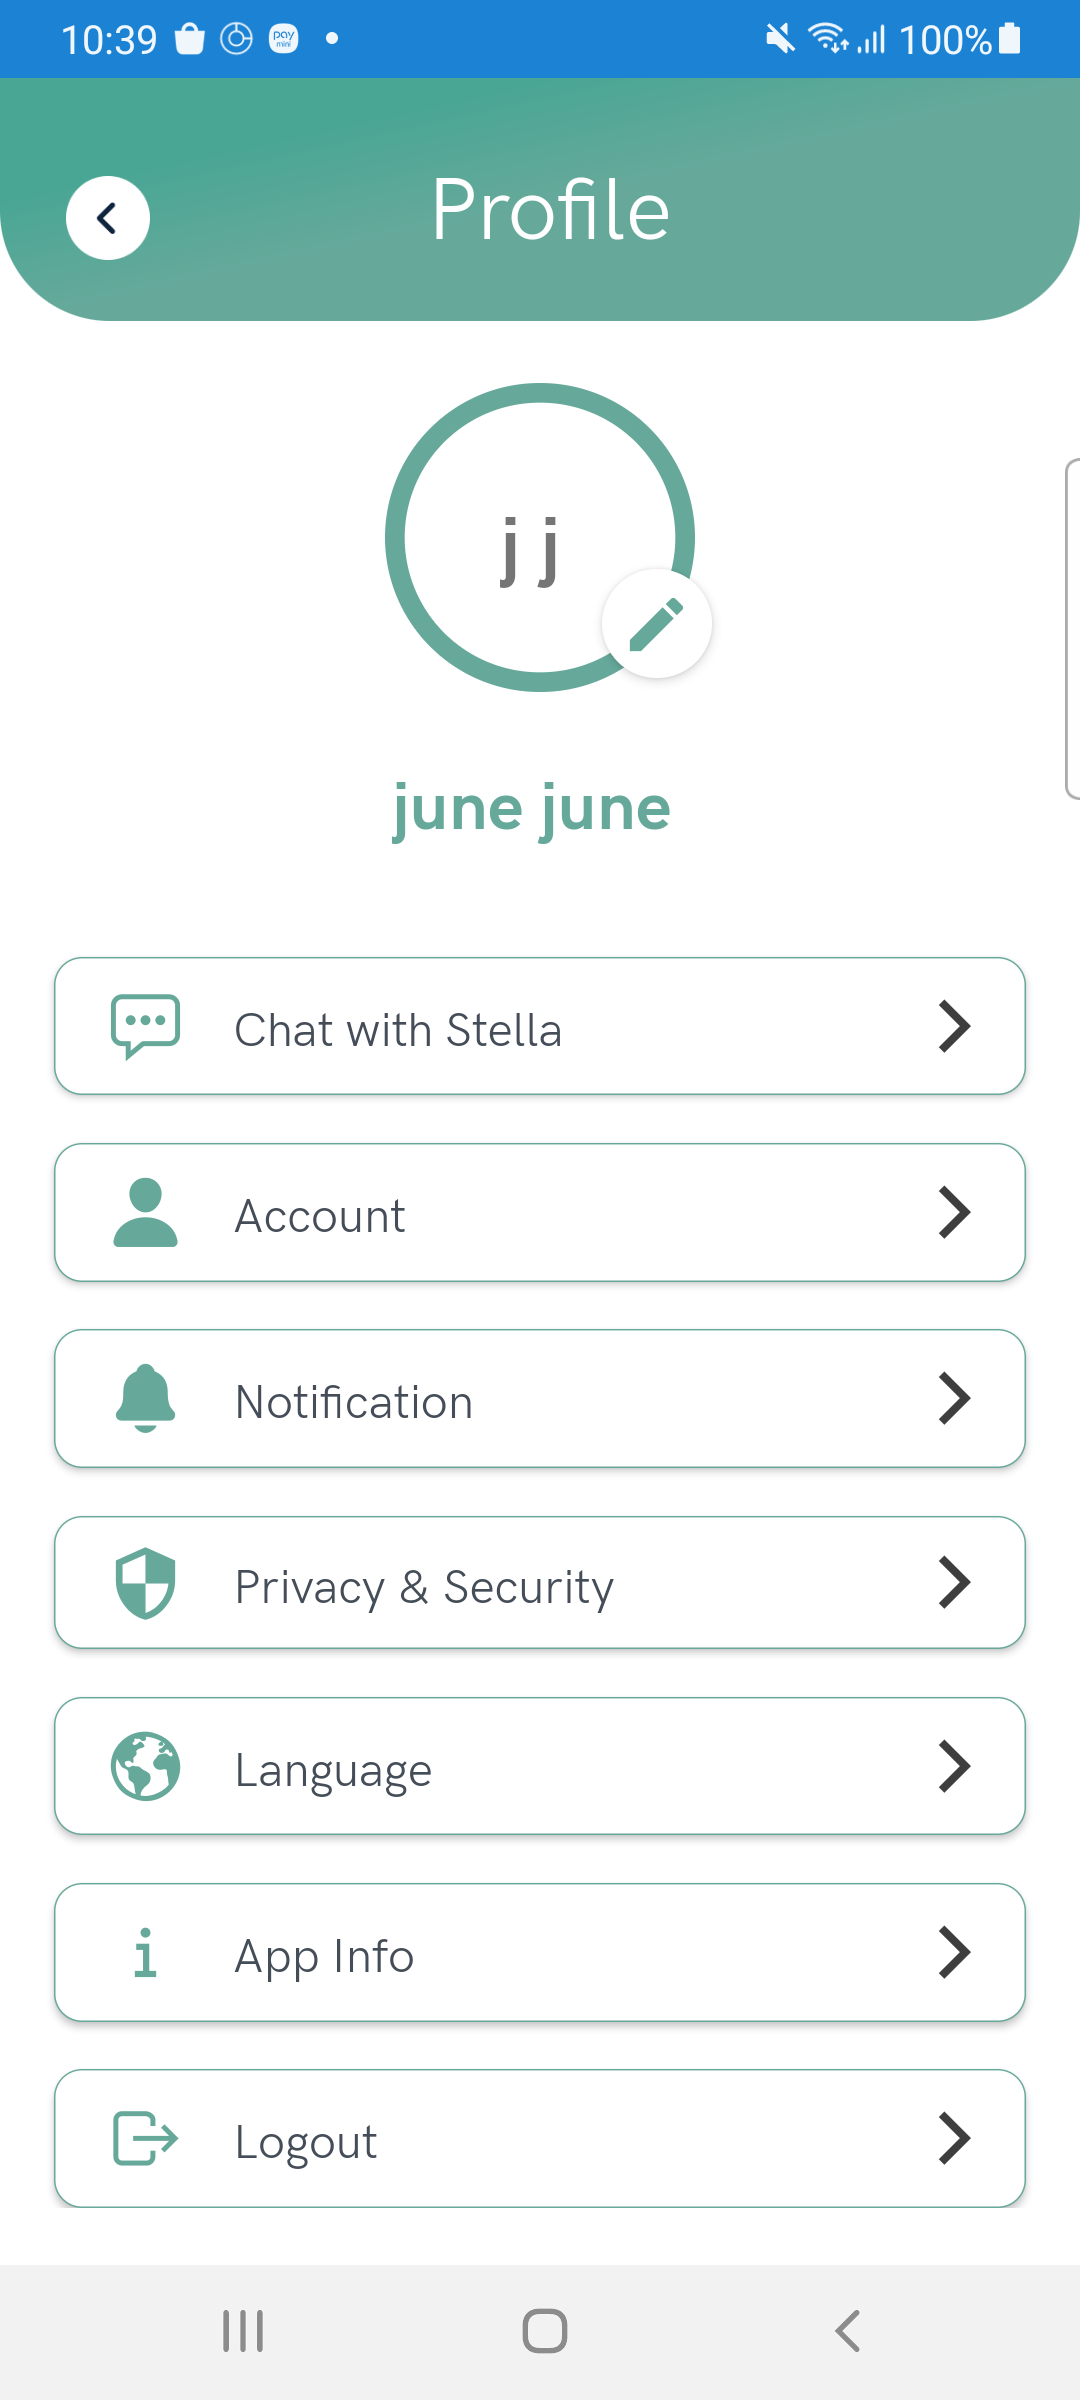 10:39 pay mini 100%
Profile
j j
june june
Chat with Stella
Account
Notification
Privacy & Security
Language
App Info
Logout